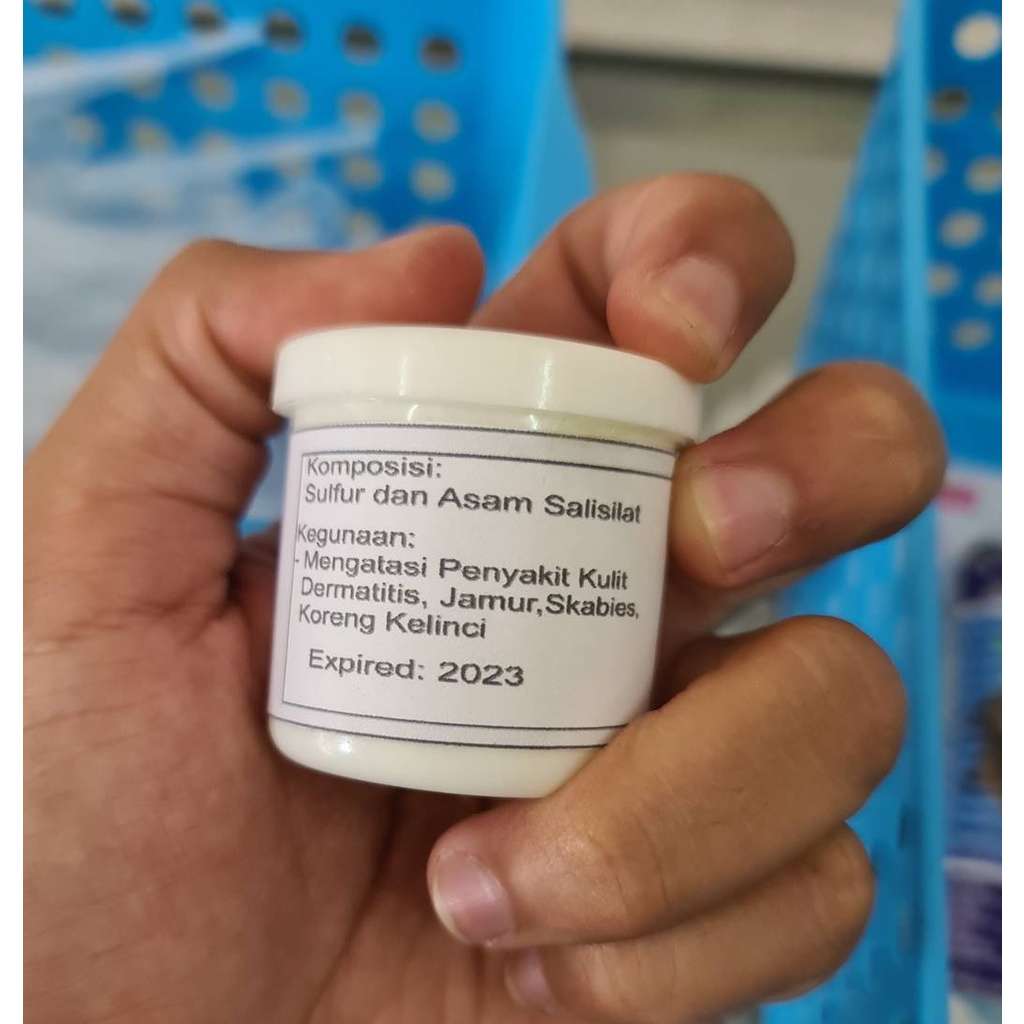 Komposisi:
Sulfur dan Asam Salisilat
Kegunaan:
- Mengatasi Penyakit Kulit
Dermatitis, Jamur,Skabies,
Koreng Kelinci
Expired: 2023